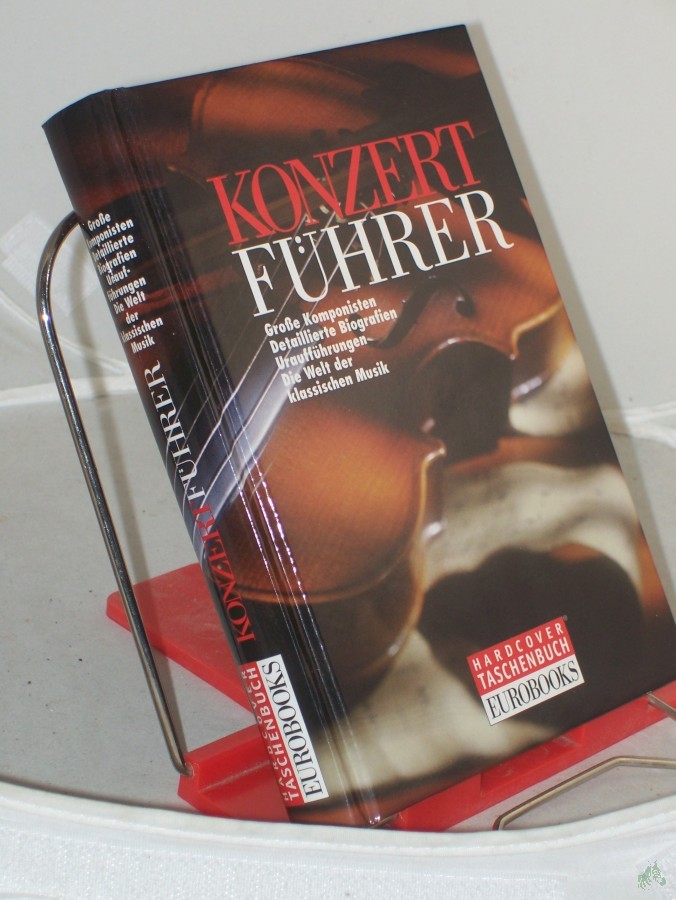 KONZERT
FÜHRER
Große Komponisten
Detaillierte Biografien
Uraufführungen
Die Welt der
klassischen Musik
HARDCOVER
TASCHENBUCH
EUROBOOKS
Große
Komponisten
Detaillierte
Biografien
Urauf-
führungen
Die Welt
der
klassischen
Musik
KONZERTFÜHRER
HARDCOVER
TASCHENBUCH
EUROBOOKS